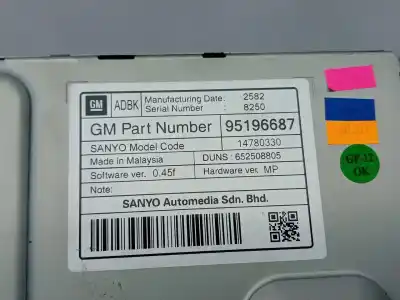 GM ADBK Manufacturing Date : 2582
Serial Number : 8250
GM Part Number 95196687
SANYO Model Code 14780330
Made in Malaysia DUNS : 652508805
Software ver. 0.45f Hardware ver. MP
Note:
SANYO Automedia Sdn. Bhd.
OK